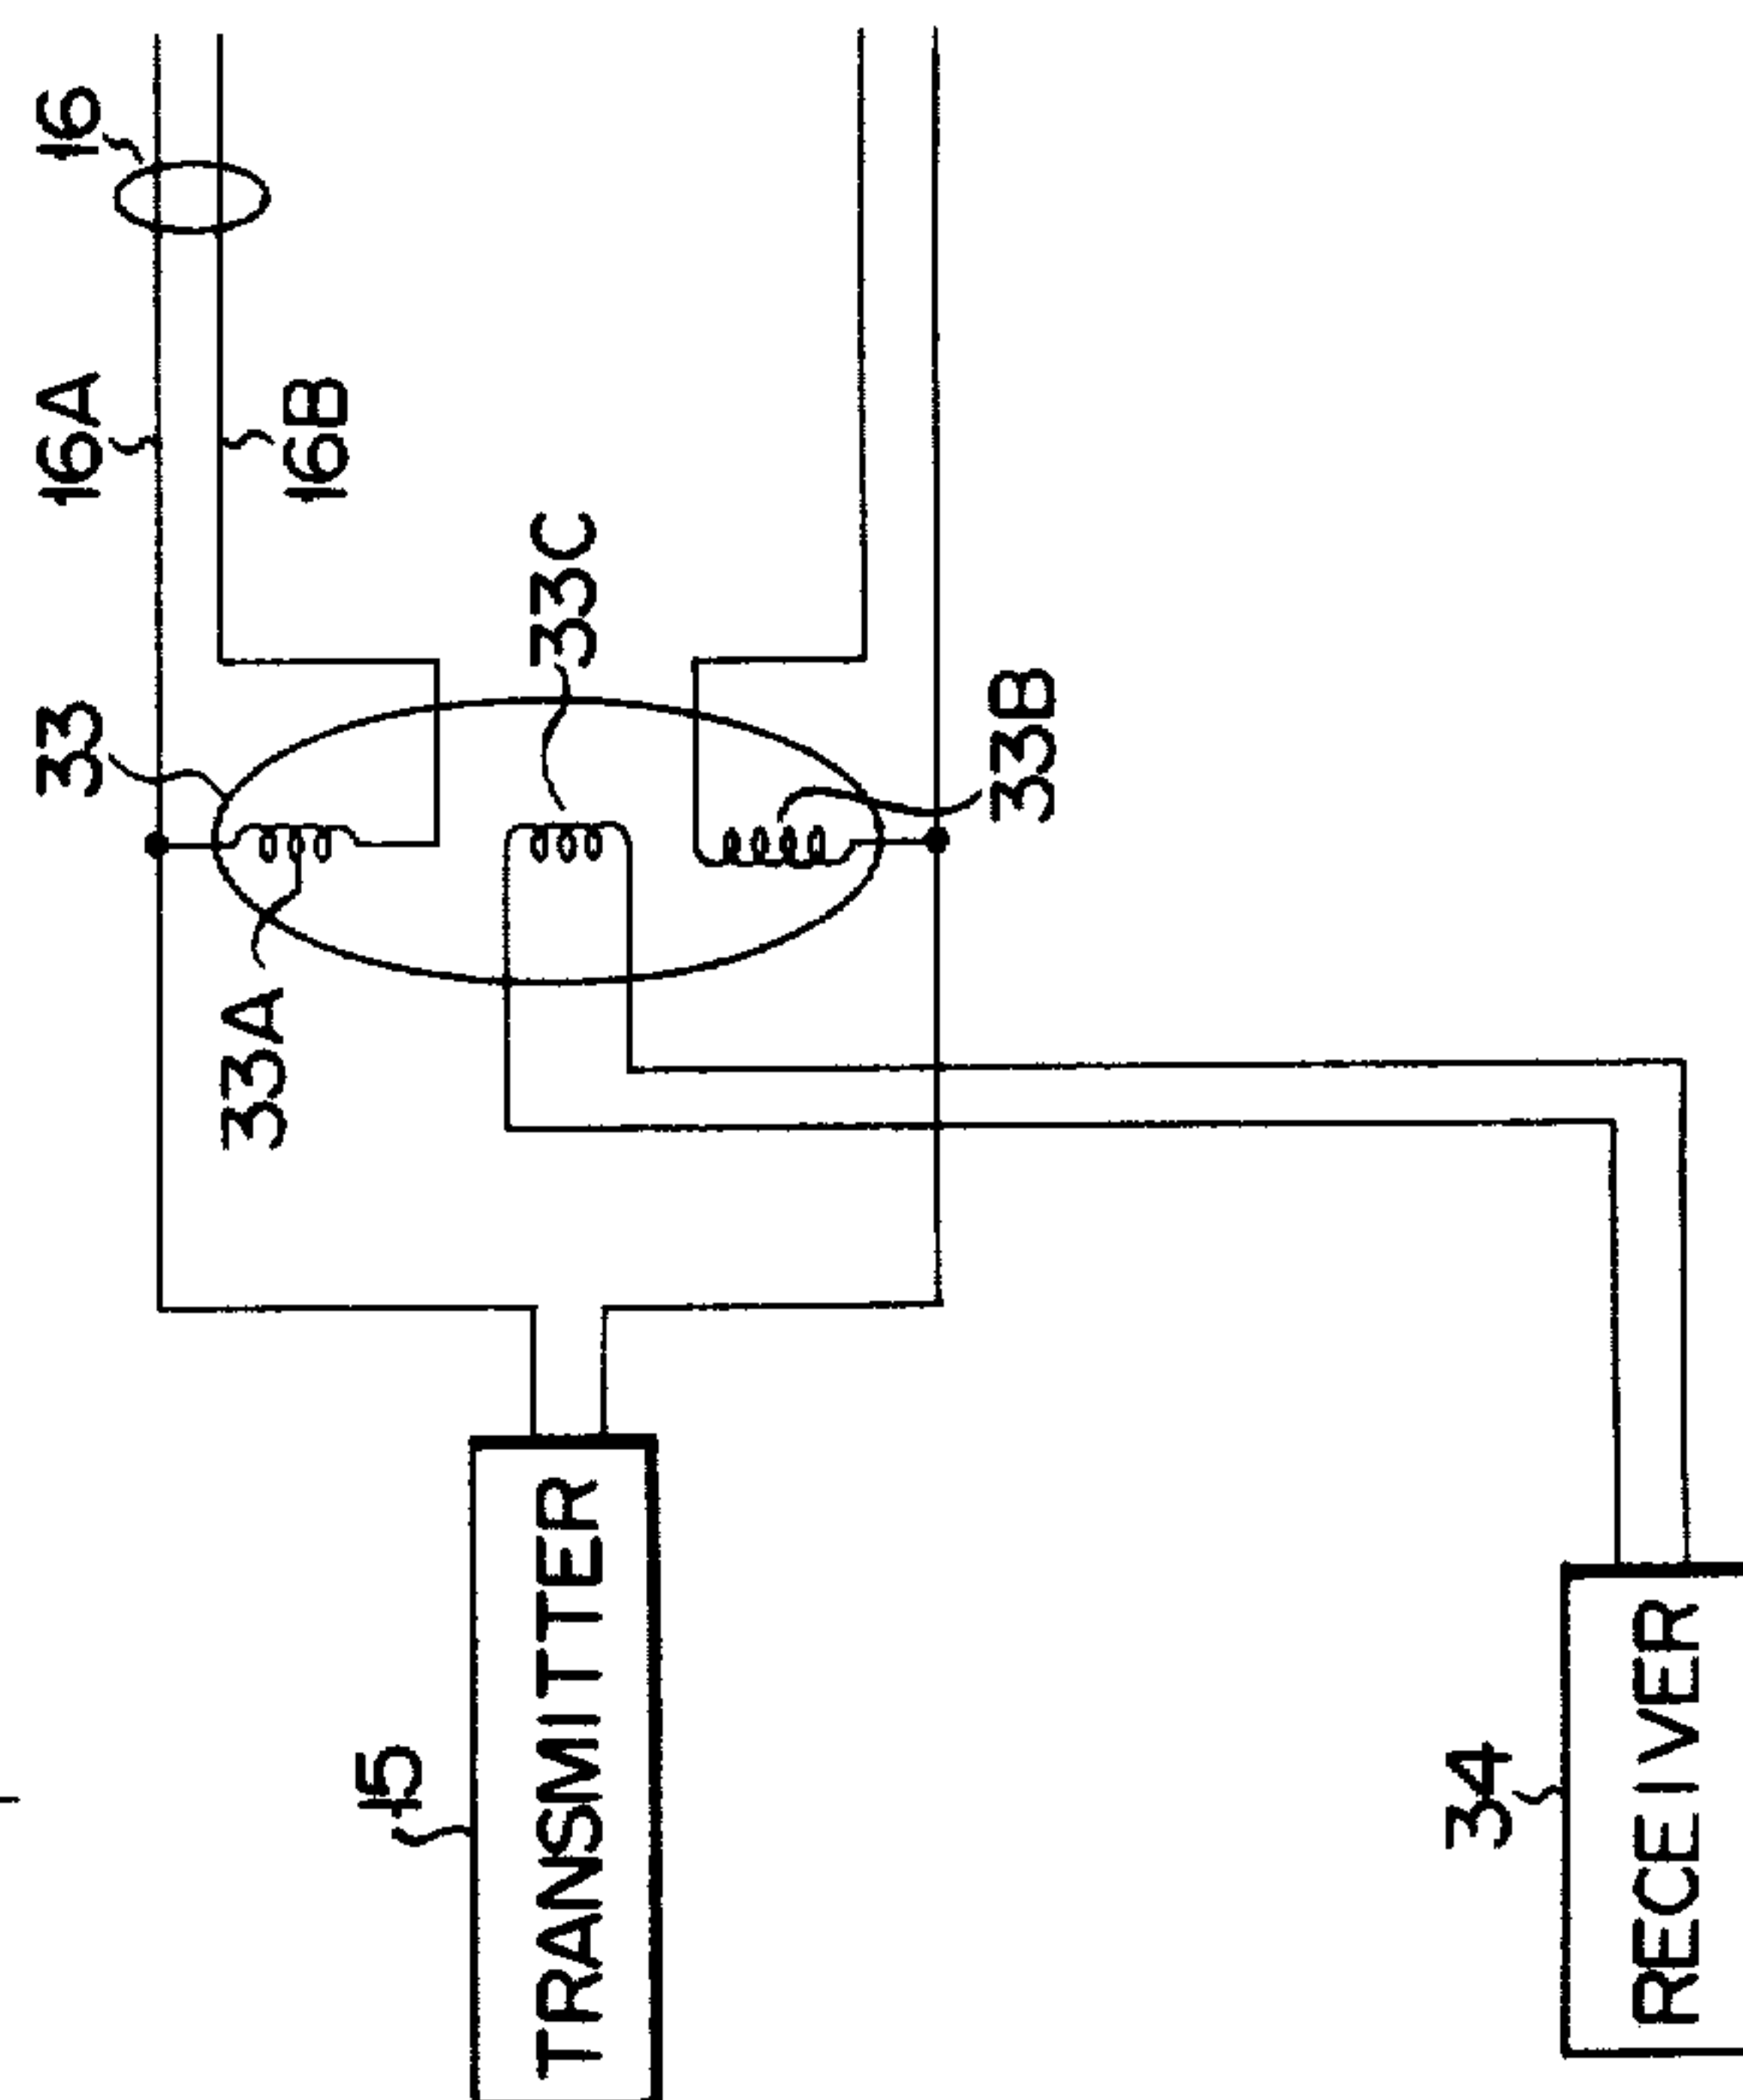 16
16A
16B
33
33C
33B
33A
15
TRANSMITTER
34
RECEIVER